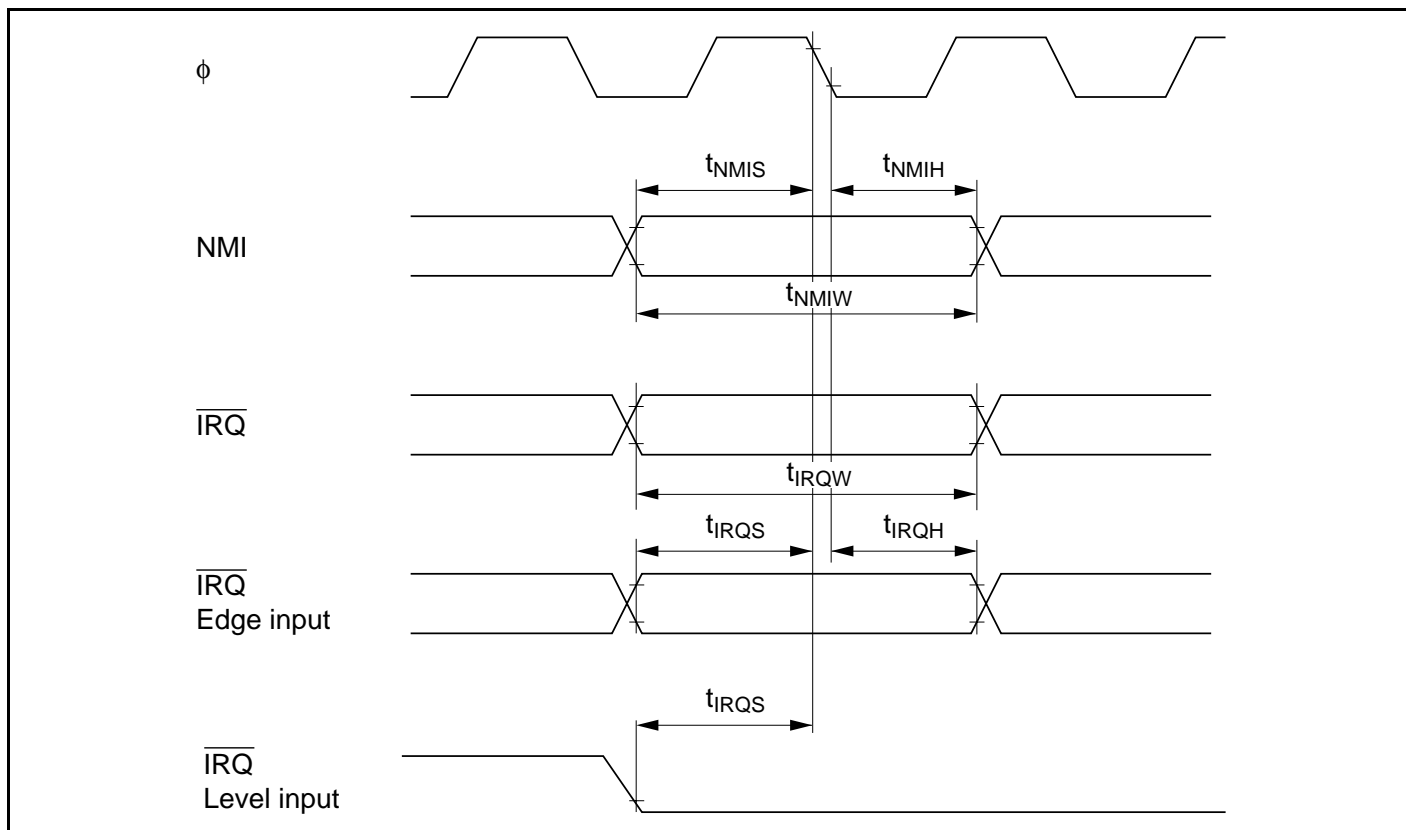 ϕ
tNMIS
tNMIH
NMI
tNMIW
IRQ
tIRQW
tIRQS
tIRQH
IRQ
Edge input
tIRQS
IRQ
Level input